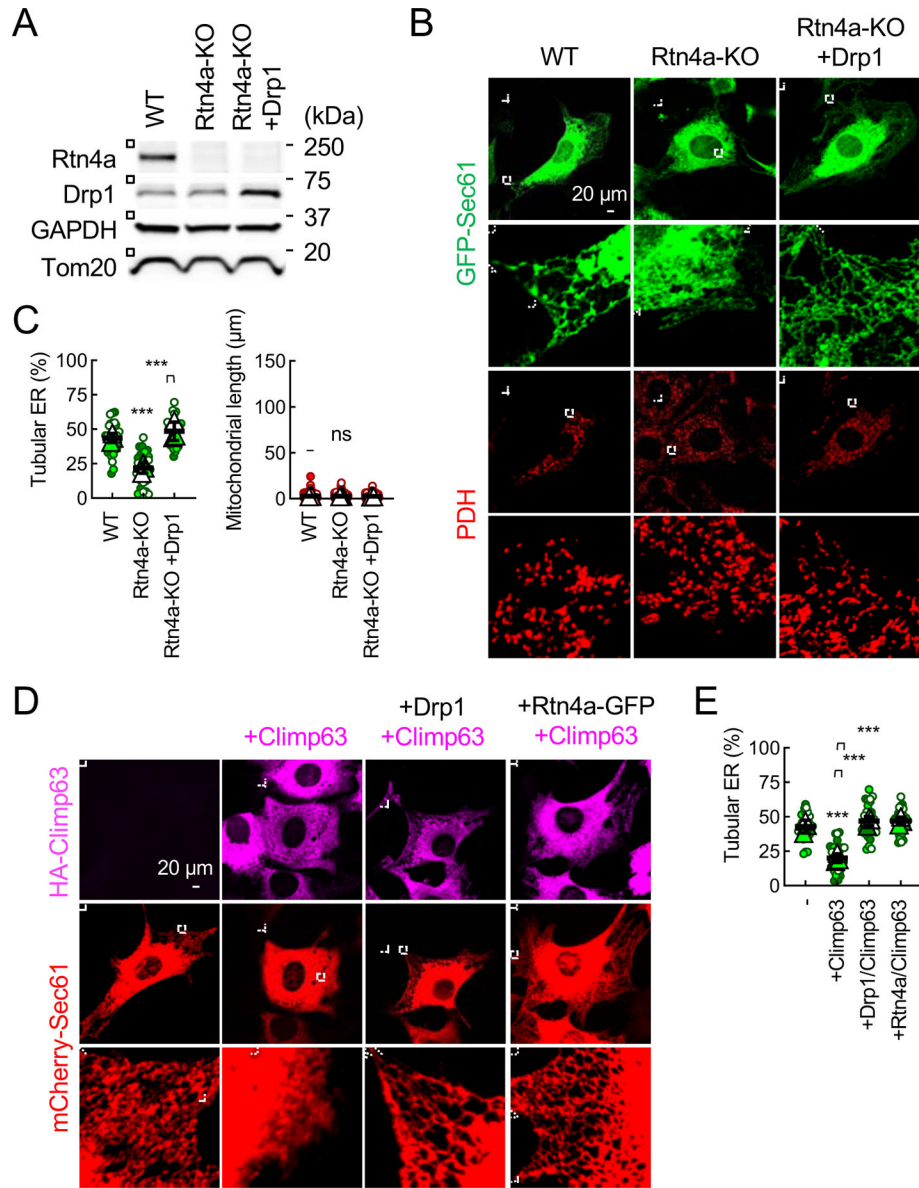 A
WT
Rtn4a-KO
Rtn4a-KO
+Drp1
(kDa)
Rtn4a
250
Drp1
75
GAPDH
37
Tom20
20
B
WT
Rtn4a-KO
Rtn4a-KO
+Drp1
GFP-Sec61
20 µm
PDH
C
Tubular ER (%)
100
75
50
25
0
***
***
WT
Rtn4a-KO
Rtn4a-KO +Drp1
Mitochondrial length (µm)
150
100
50
0
ns
WT
Rtn4a-KO
Rtn4a-KO +Drp1
D
+Climp63
+Drp1
+Climp63
+Rtn4a-GFP
+Climp63
HA-Climp63
20 µm
mCherry-Sec61
E
Tubular ER (%)
100
75
50
25
0
***
***
***
-
+Climp63
+Drp1/Climp63
+Rtn4a/Climp63